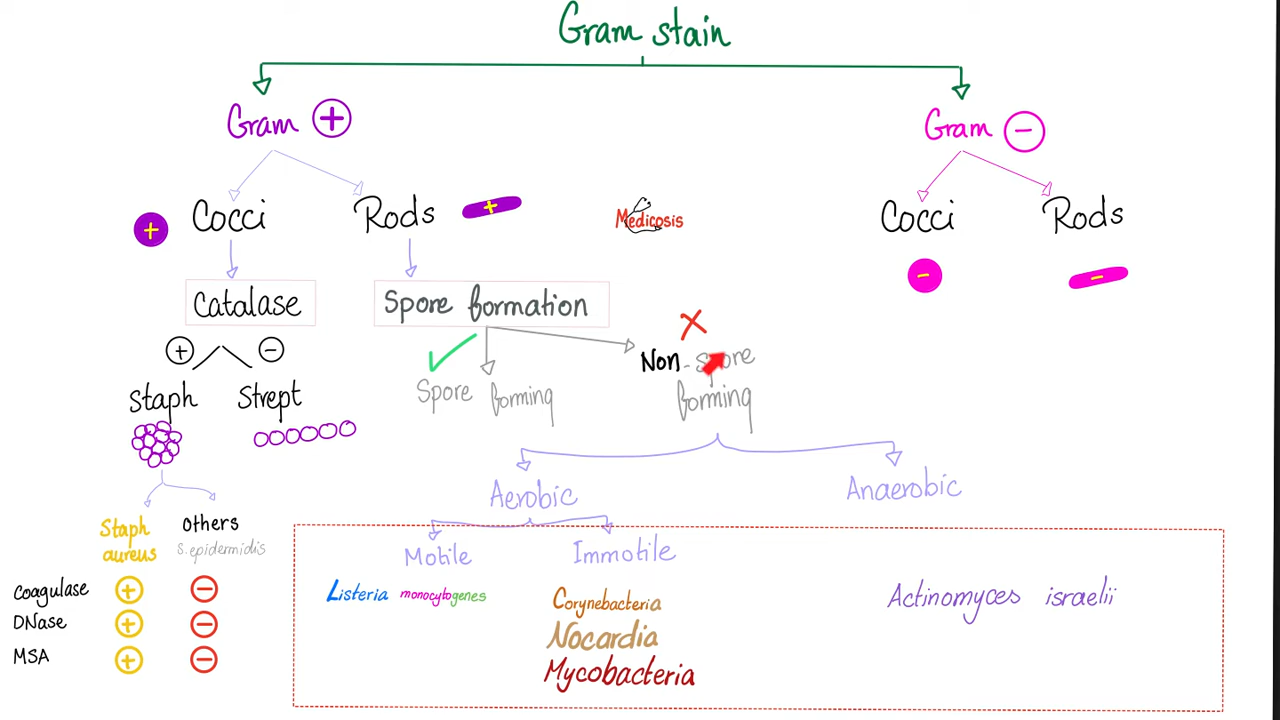 Gram stain
Gram +
Gram -
+ Cocci
Rods +
Medicosis
Cocci
Rods
-
-
Catalase
Spore formation
+ -
Non-spore
forming
Spore forming
Staph
Strept
Aerobic
Anaerobic
Staph
aureus
Others
S. epidermidis
Motile
Immotile
Coagulase + -
DNase + -
MSA + -
Listeria monocytogenes
Corynebacteria
Nocardia
Mycobacteria
Actinomyces israelii